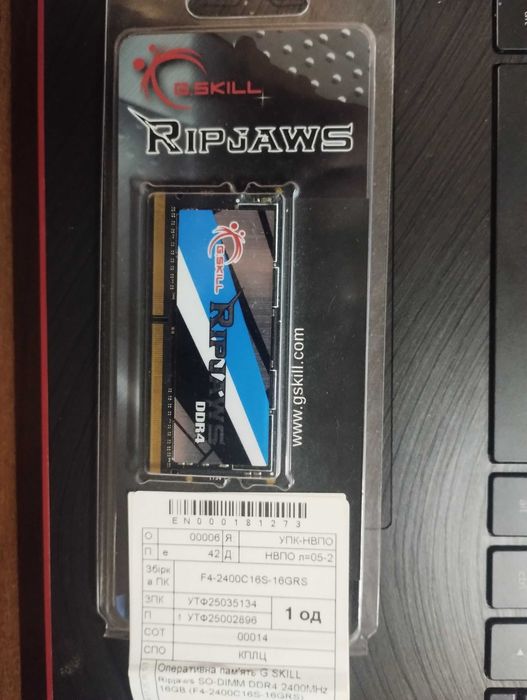 G.SKILL
RIPJAWS
G.SKILL
RIPJAWS
DDR4
www.gskill.com
EN000181273
О 00006 Я УПК-НВПО
П е 42 Д НВПО л=05-2
Збірк
а ПК F4-2400C16S-16GRS
ЗПК УТФ25035134 1 од
П т УТФ25002896
СОТ 00014
СПО КПЛЦ
Оперативна пам'ять G SKILL
Ripjaws SO-DIMM DDR4 2400MHz
16GB (F4-2400C16S-16GRS)